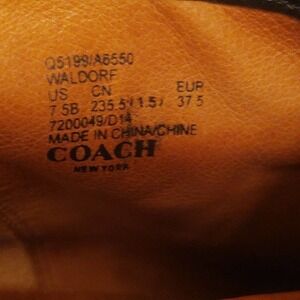 Q5199/A6550
WALDORF
US CN EUR
7.5B 235.5(1.5) 37.5
7200049/D14
MADE IN CHINA/CHINE
COACH
NEW YORK